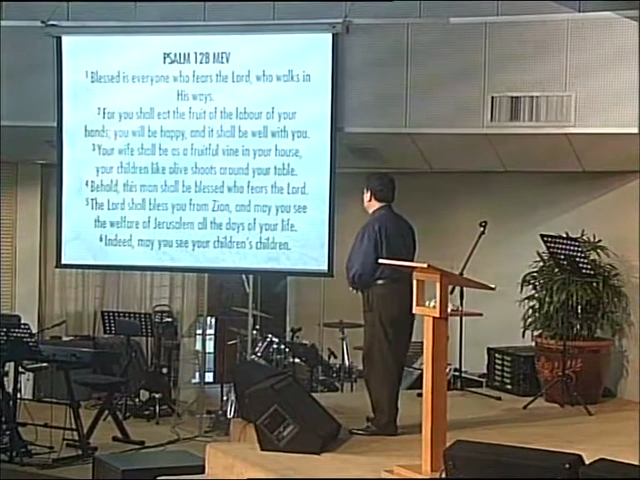 PSALM 128 MEV
1 Blessed is everyone who fears the Lord, who walks in
His ways.
2 For you shall eat the fruit of the labour of your
hands; you will be happy, and it shall be well with you.
3 Your wife shall be as a fruitful vine in your house,
your children like olive shoots around your table.
4 Behold, this man shall be blessed who fears the Lord.
5 The Lord shall bless you from Zion, and may you see
the welfare of Jerusalem all the days of your life.
6 Indeed, may you see your children's children.